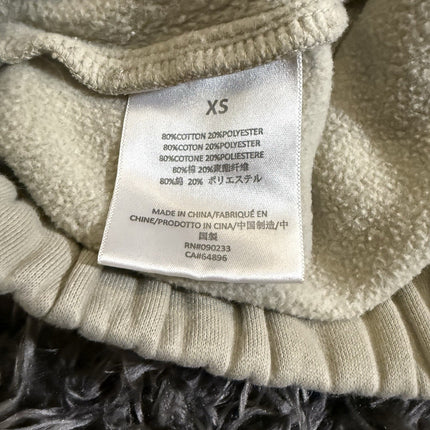 XS
80%COTTON 20%POLYESTER
80%COTTON 20%POLYESTER
80%COTONE 20%POLIESTERE
80%棉 20%聚酯纤维
80%綿 20% ポリエステル
MADE IN CHINA/FABRIQUÉ EN
CHINE/PRODOTTO IN CINA/中国制造/中
国製
RN#090233
CA#64896